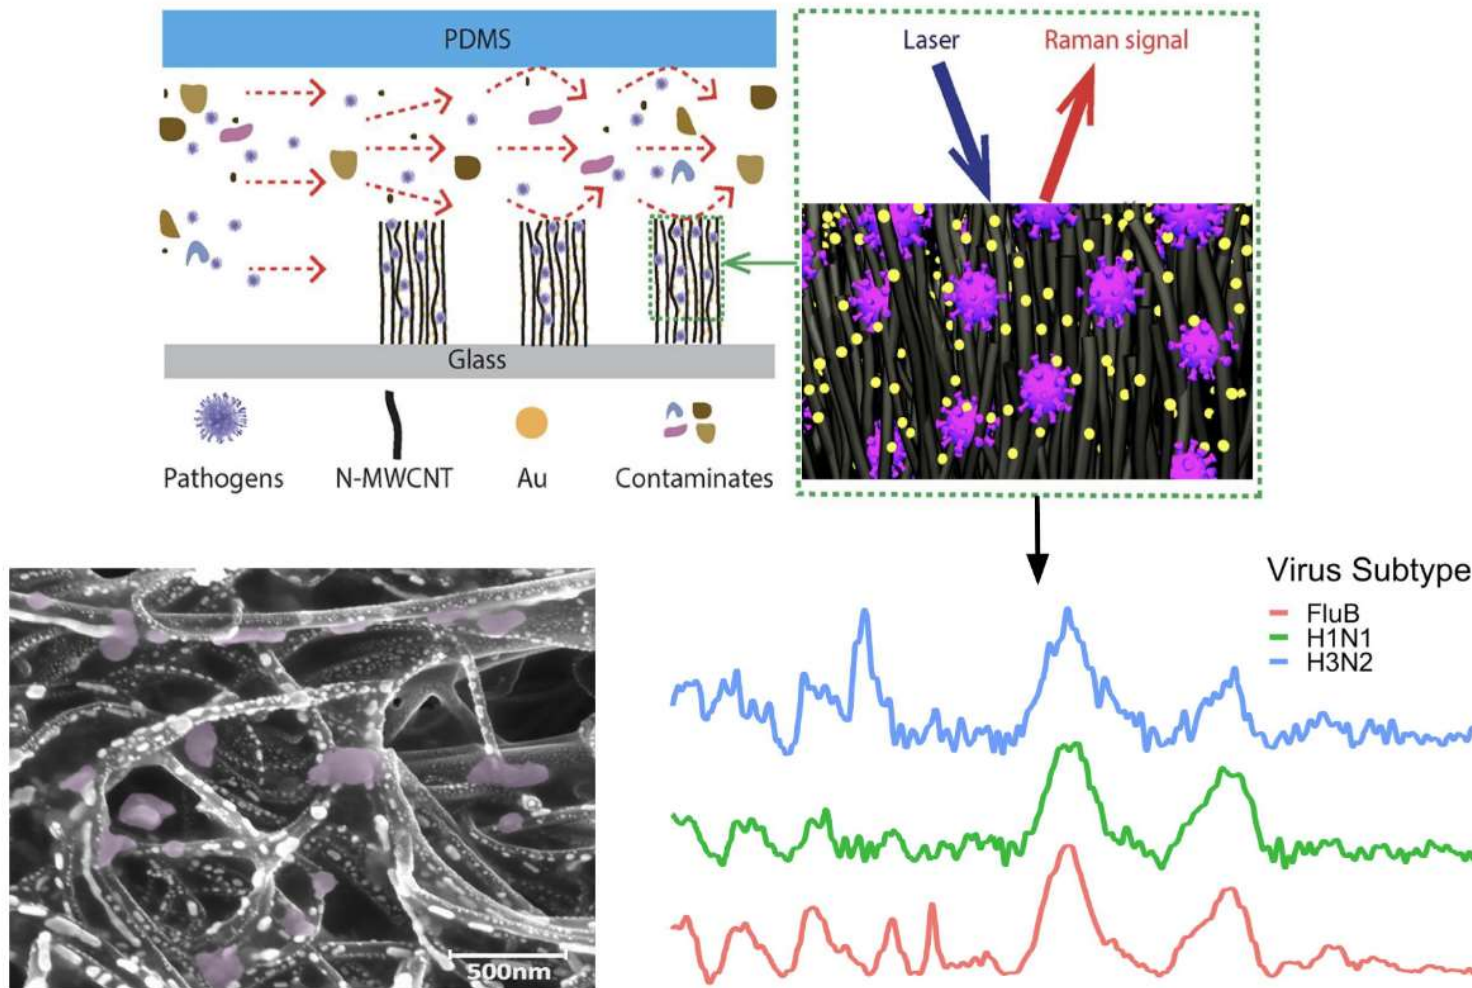 PDMS
Laser
Raman signal
Glass
Pathogens
N-MWCNT
Au
Contaminates
500nm
Virus Subtype
FluB
H1N1
H3N2